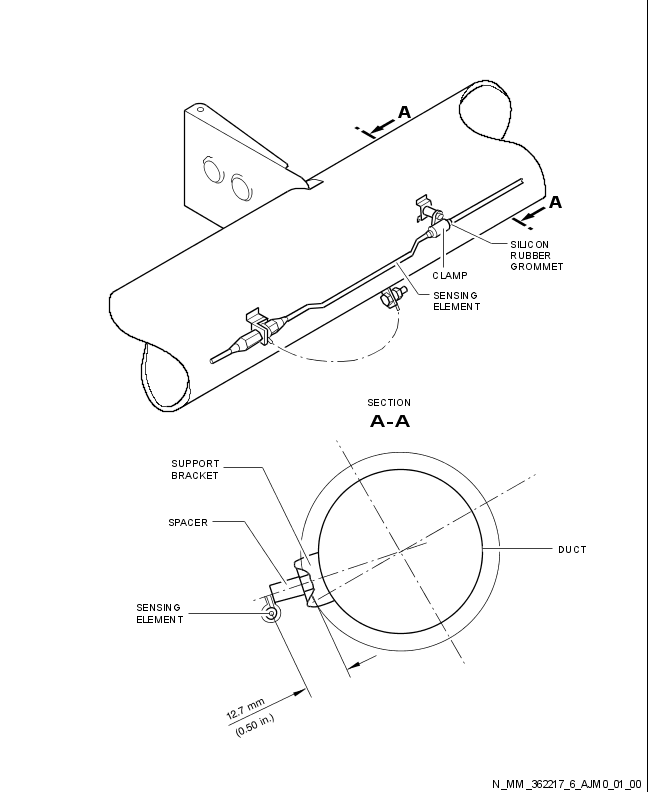 A
A
SILICON
RUBBER
GROMMET
CLAMP
SENSING
ELEMENT
SECTION
A-A
SUPPORT
BRACKET
SPACER
DUCT
SENSING
ELEMENT
12.7 mm
(0.50 in.)
N_MM_362217_6_AJM0_01_00